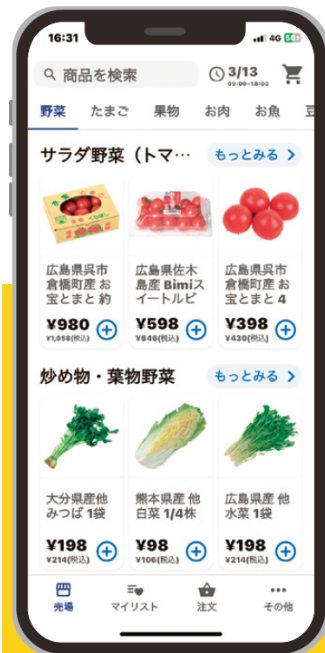 16:31
4G
商品を検索
3/13
野菜 たまご 果物 お肉 お魚 豆
サラダ野菜（トマ… もっとみる
広島県呉市
倉橋町産 お
宝とまと 約
¥980
¥1,058(税込)
広島県佐木
島産 Bimiス
イートルビ
¥598
¥646(税込)
広島県呉市
倉橋町産 お
宝とまと 4
¥398
¥430(税込)
炒め物・葉物野菜 もっとみる
大分県産他
みつば 1袋
¥198
¥214(税込)
熊本県産 他
白菜 1/4株
¥98
¥106(税込)
広島県産 他
水菜 1袋
¥198
¥214(税込)
売場 マイリスト 注文 その他